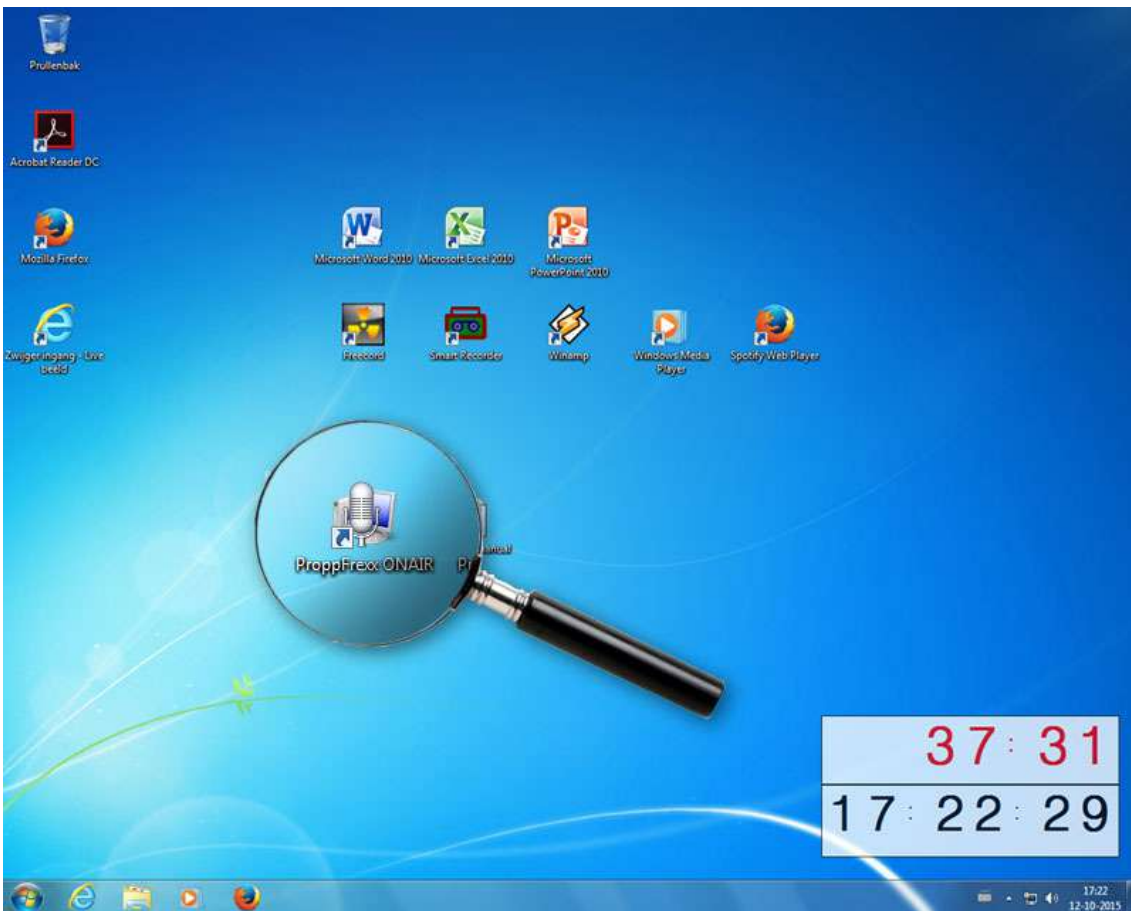 Prullenbak
Acrobat Reader DC
Mozilla Firefox
Microsoft Word 2010
Microsoft Excel 2010
Microsoft
PowerPoint 2010
Zwijger ingang - Live
beeld
Freecord
Smart Recorder
Winamp
Windows Media
Player
Spotify Web Player
ProppFrexx ONAIR
37:31
17:22:29
17:22
12-10-2015